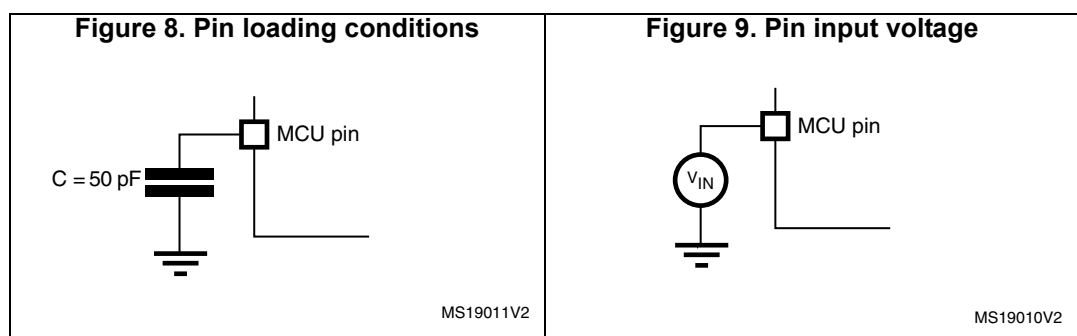 Figure 8. Pin loading conditions
MCU pin
C = 50 pF
MS19011V2
Figure 9. Pin input voltage
MCU pin
VIN
MS19010V2